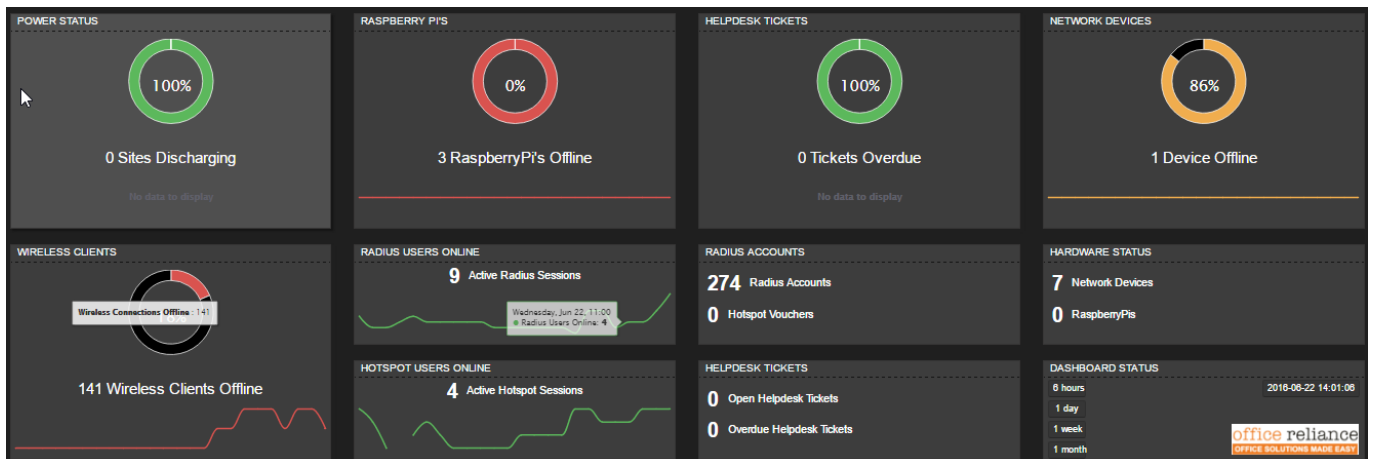 POWER STATUS
100%
0 Sites Discharging
No data to display
RASPBERRY PI'S
0%
3 RaspberryPi's Offline
HELPDESK TICKETS
100%
0 Tickets Overdue
No data to display
NETWORK DEVICES
86%
1 Device Offline
WIRELESS CLIENTS
Wireless Connections Offline : 141
141 Wireless Clients Offline
RADIUS USERS ONLINE
9 Active Radius Sessions
Wednesday, Jun 22, 11:00
Radius Users Online: 4
RADIUS ACCOUNTS
274 Radius Accounts
0 Hotspot Vouchers
HARDWARE STATUS
7 Network Devices
0 RaspberryPis
HOTSPOT USERS ONLINE
4 Active Hotspot Sessions
HELPDESK TICKETS
0 Open Helpdesk Tickets
0 Overdue Helpdesk Tickets
DASHBOARD STATUS
6 hours
2016-06-22 14:01:06
1 day
1 week
1 month
office reliance
OFFICE SOLUTIONS MADE EASY